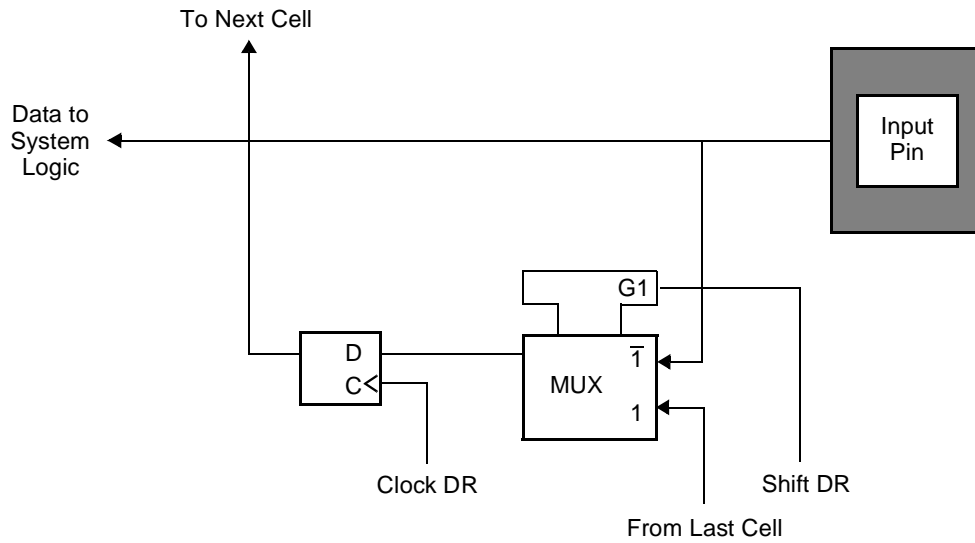 To Next Cell
Data to
System
Logic
Input
Pin
G1
D
1̅
C
MUX
1
Clock DR
Shift DR
From Last Cell